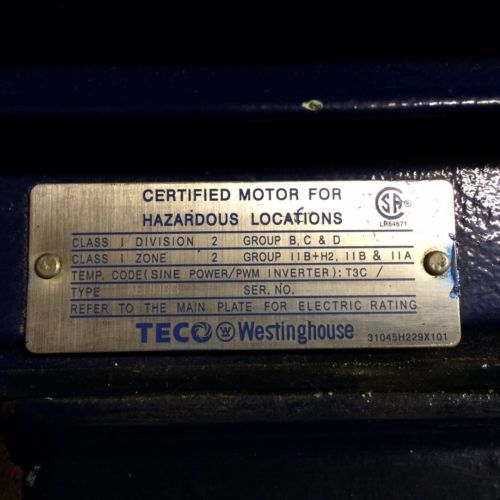 CERTIFIED MOTOR FOR
HAZARDOUS LOCATIONS
LR64671
CLASS I DIVISION 2 GROUP B,C & D
CLASS I ZONE 2 GROUP IIB+H2, IIB & IIA
TEMP. CODE(SINE POWER/PWM INVERTER): T3C /
TYPE SER.NO.
REFER TO THE MAIN PLATE FOR ELECTRIC RATING
TECO W Westinghouse 31045H229X101